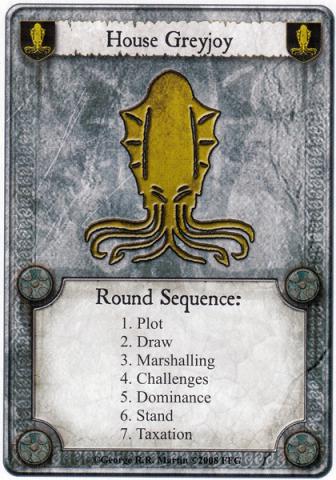 House Greyjoy
Round Sequence:
1. Plot
2. Draw
3. Marshalling
4. Challenges
5. Dominance
6. Stand
7. Taxation
©George R.R. Martin ©2008 FFG